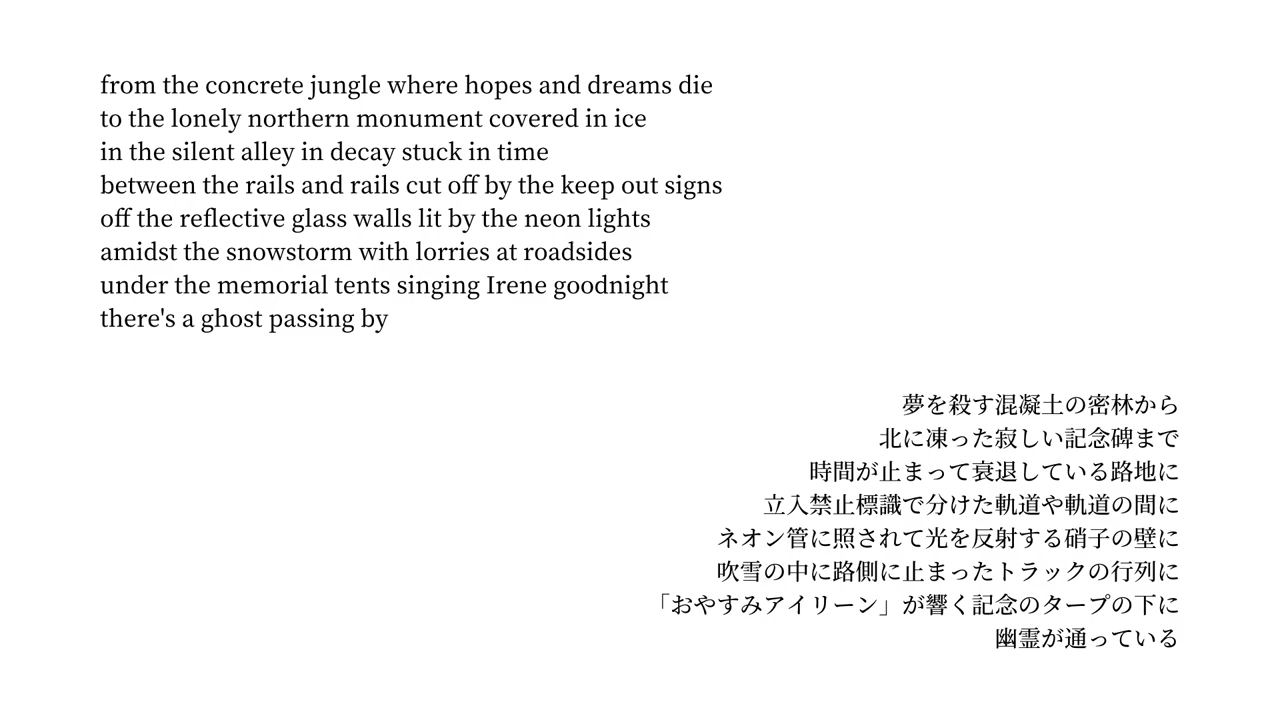 from the concrete jungle where hopes and dreams die
to the lonely northern monument covered in ice
in the silent alley in decay stuck in time
between the rails and rails cut off by the keep out signs
off the reflective glass walls lit by the neon lights
amidst the snowstorm with lorries at roadsides
under the memorial tents singing Irene goodnight
there's a ghost passing by
夢を殺す混凝土の密林から
北に凍った寂しい記念碑まで
時間が止まって衰退している路地に
立入禁止標識で分けた軌道や軌道の間に
ネオン管に照されて光を反射する硝子の壁に
吹雪の中に路側に止まったトラックの行列に
「おやすみアイリーン」が響く記念のタープの下に
幽霊が通っている